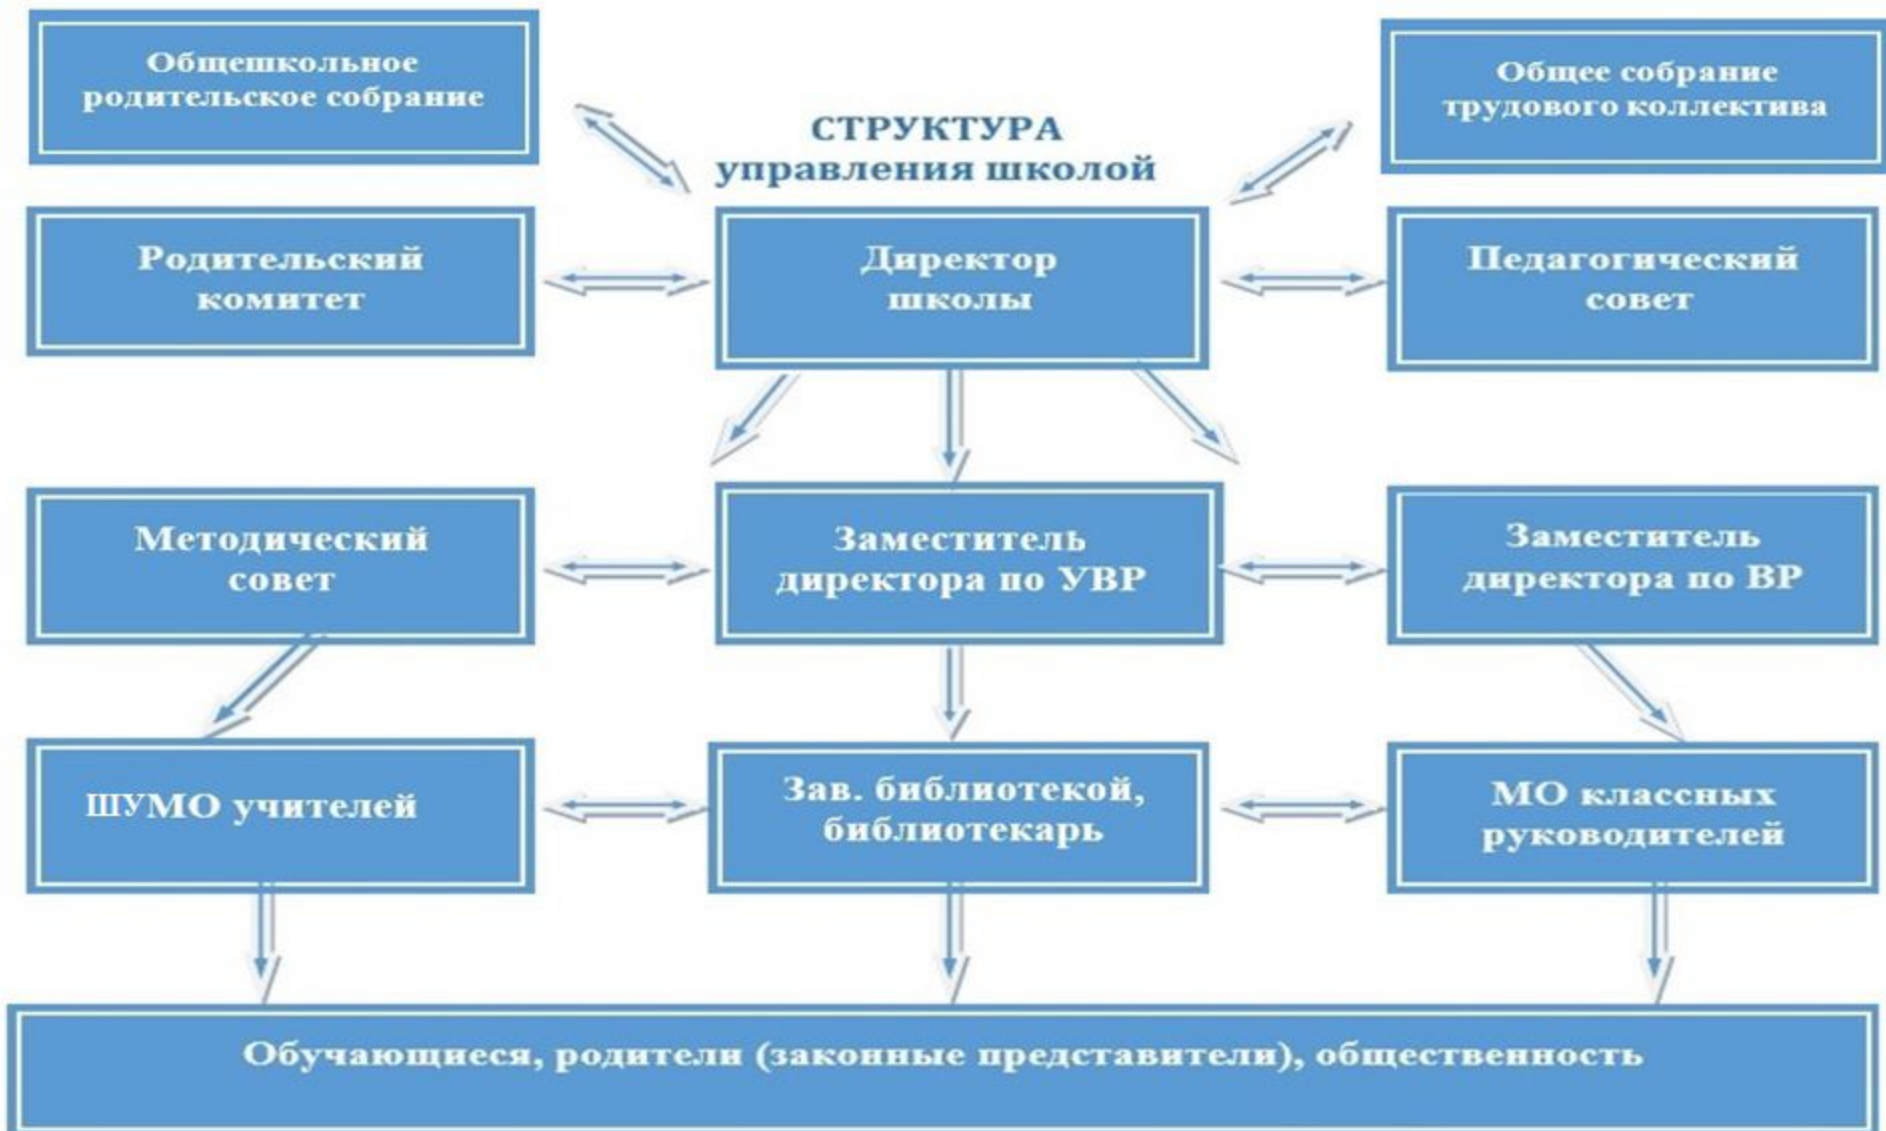 Общешкольное
родительское собрание
СТРУКТУРА
управления школой
Общее собрание
трудового коллектива
Родительский
комитет
Директор
школы
Педагогический
совет
Методический
совет
Заместитель
директора по УВР
Заместитель
директора по ВР
ШУМО учителей
Зав. библиотекой,
библиотекарь
МО классных
руководителей
Обучающиеся, родители (законные представители), общественность